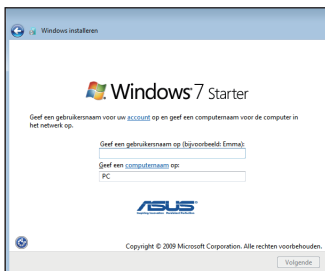 Windows installeren
Windows 7 Starter
Geef een gebruikersnaam voor uw account op en geef een computernaam voor de computer in
het netwerk op.
Geef een gebruikersnaam op (bijvoorbeeld: Emma):
Geef een computernaam op:
PC
ASUS
Copyright © 2009 Microsoft Corporation. Alle rechten voorbehouden.
Volgende